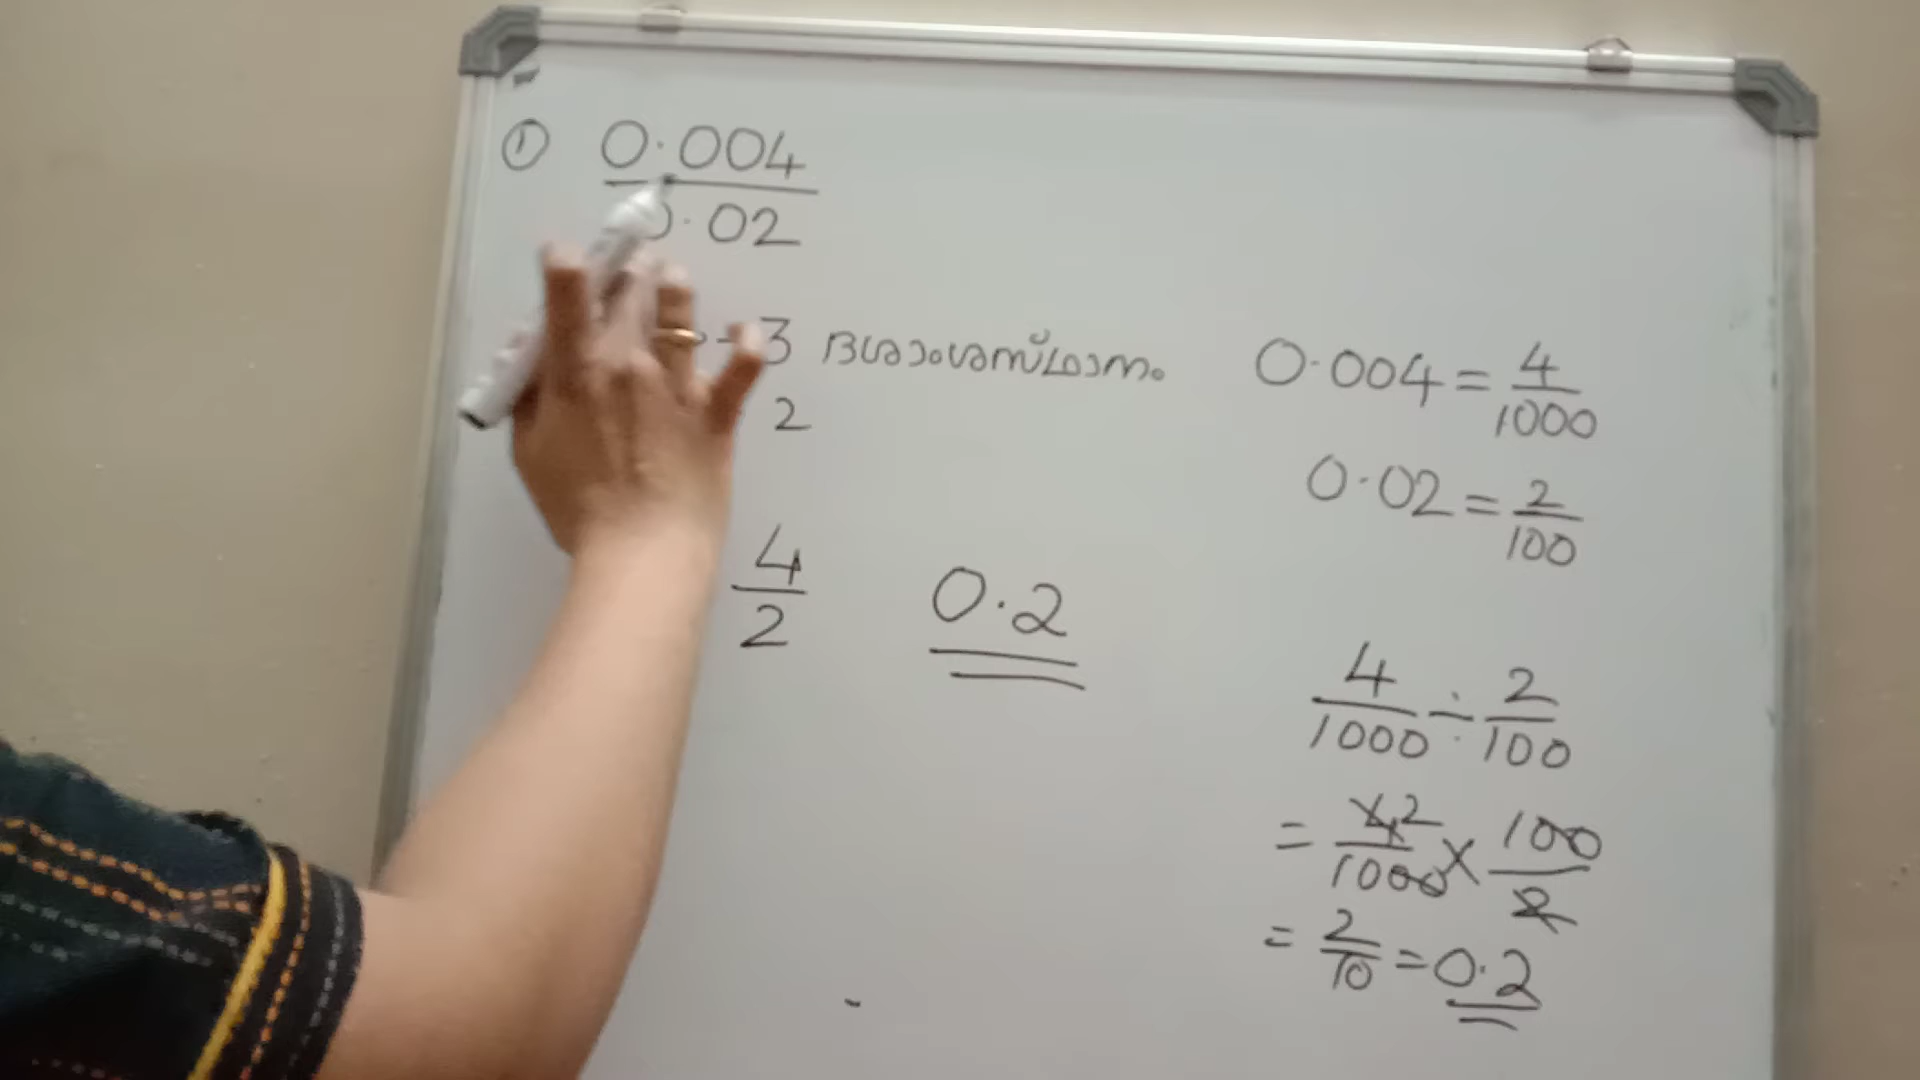 ① 0.004
0.02
- 3 ദശാംശസ്ഥാനം
2
4
2
0.2
0.004 = 4/1000
0.02 = 2/100
4/1000 ÷ 2/100
= 4 2/1000 × 100/2
= 2/10 = 0.2